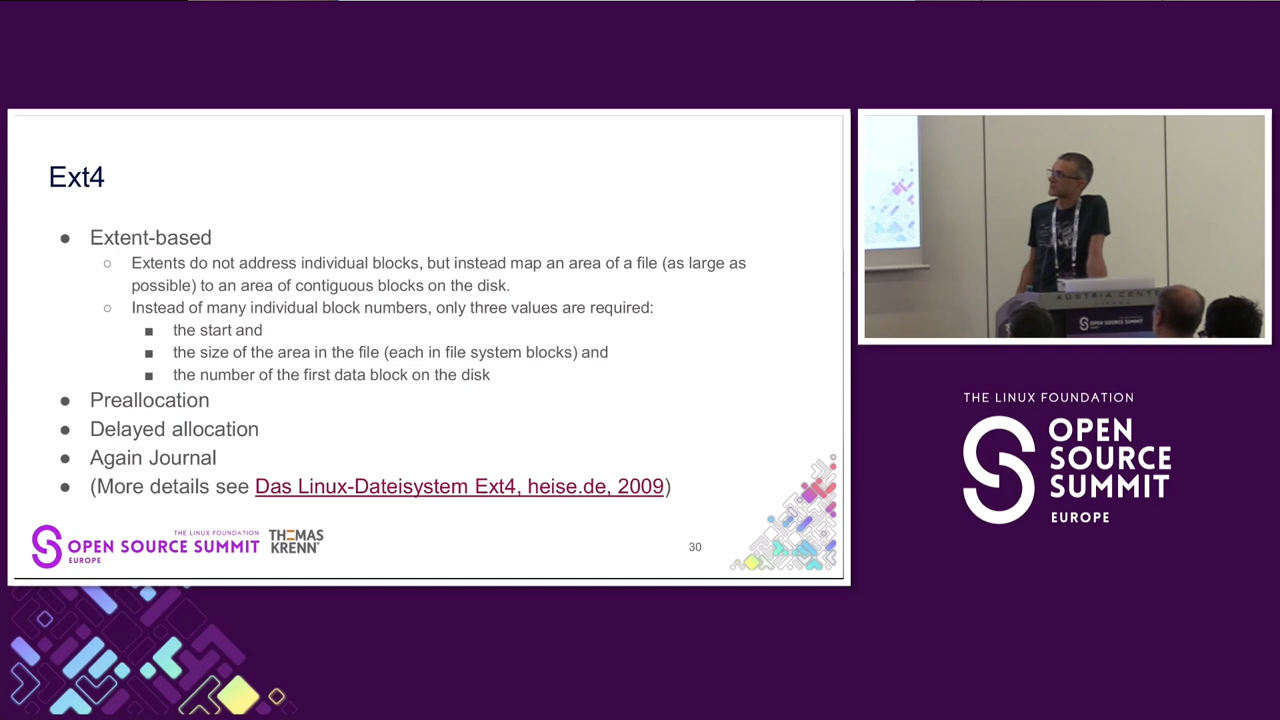 Ext4
● Extent-based
○ Extents do not address individual blocks, but instead map an area of a file (as large as
possible) to an area of contiguous blocks on the disk.
○ Instead of many individual block numbers, only three values are required:
■ the start and
■ the size of the area in the file (each in file system blocks) and
■ the number of the first data block on the disk
● Preallocation
● Delayed allocation
● Again Journal
● (More details see Das Linux-Dateisystem Ext4, heise.de, 2009)
THE LINUX FOUNDATION
OPEN SOURCE SUMMIT
EUROPE
THOMAS
KRENN
30
AUSTRIA CENT
OPEN SOURCE SUMMIT
THE LINUX FOUNDATION
OPEN
SOURCE
SUMMIT
EUROPE